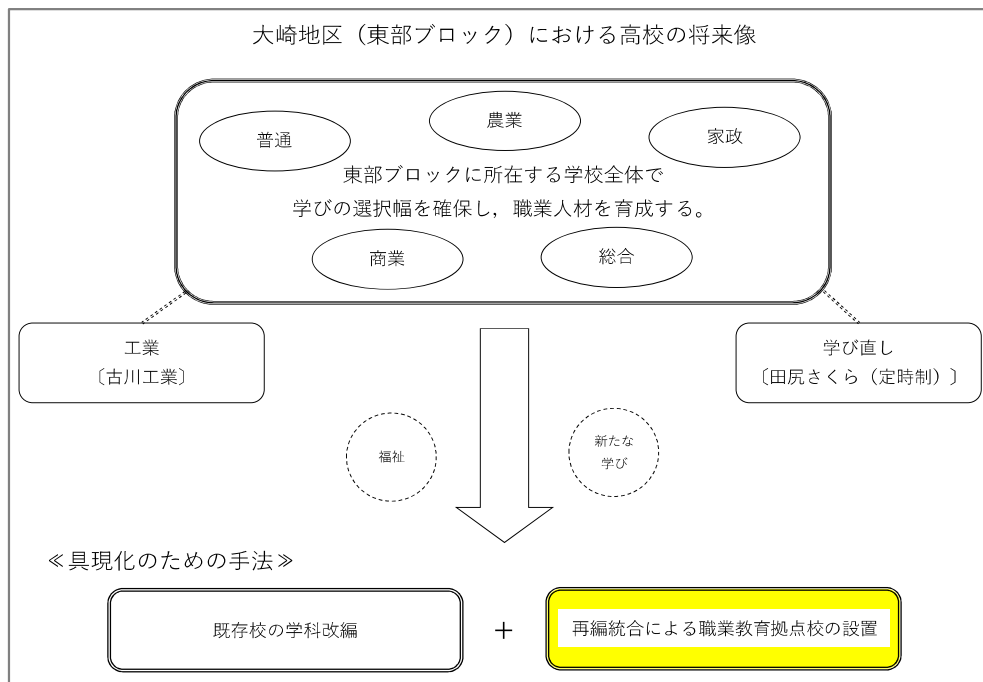 大崎地区（東部ブロック）における高校の将来像
農業
普通
家政
東部ブロックに所在する学校全体で
学びの選択幅を確保し，職業人材を育成する。
商業
総合
工業
〔古川工業〕
学び直し
〔田尻さくら（定時制）〕
福祉
新たな
学び
≪具現化のための手法≫
既存校の学科改編
＋
再編統合による職業教育拠点校の設置